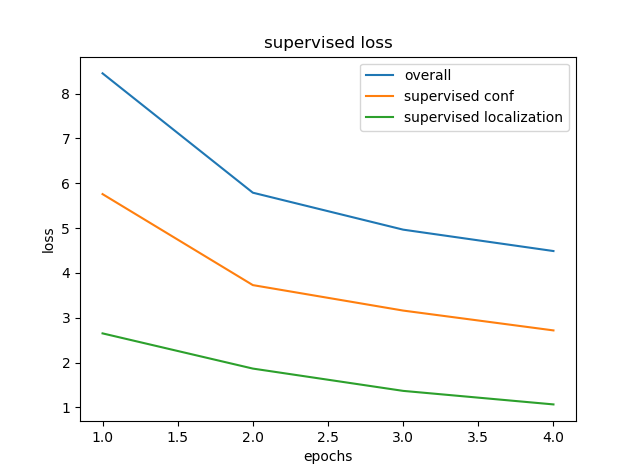 supervised loss
overall
supervised conf
supervised localization
8
7
6
5
4
3
2
1
loss
1.0 1.5 2.0 2.5 3.0 3.5 4.0
epochs